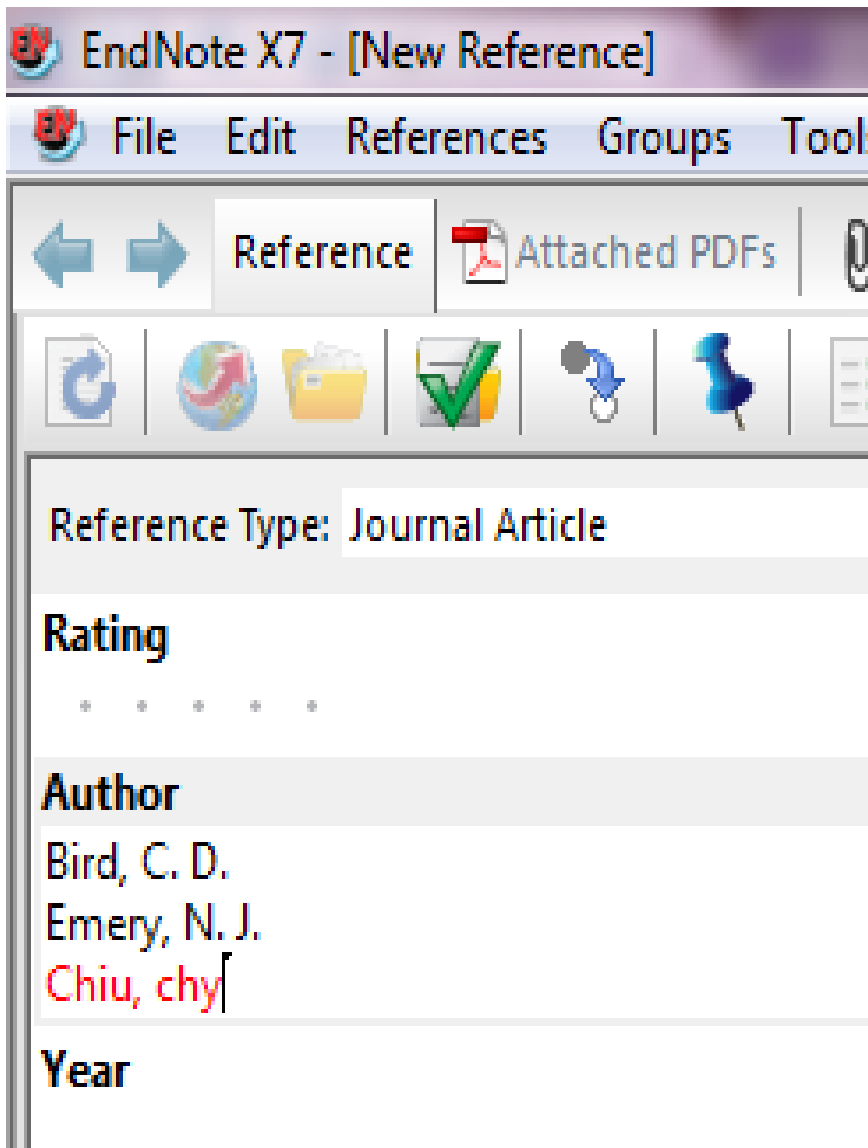 EndNote X7 - [New Reference]
File Edit References Groups Tools
Reference Attached PDFs
Reference Type: Journal Article
Rating
Author
Bird, C. D.
Emery, N. J.
Chiu, chy
Year